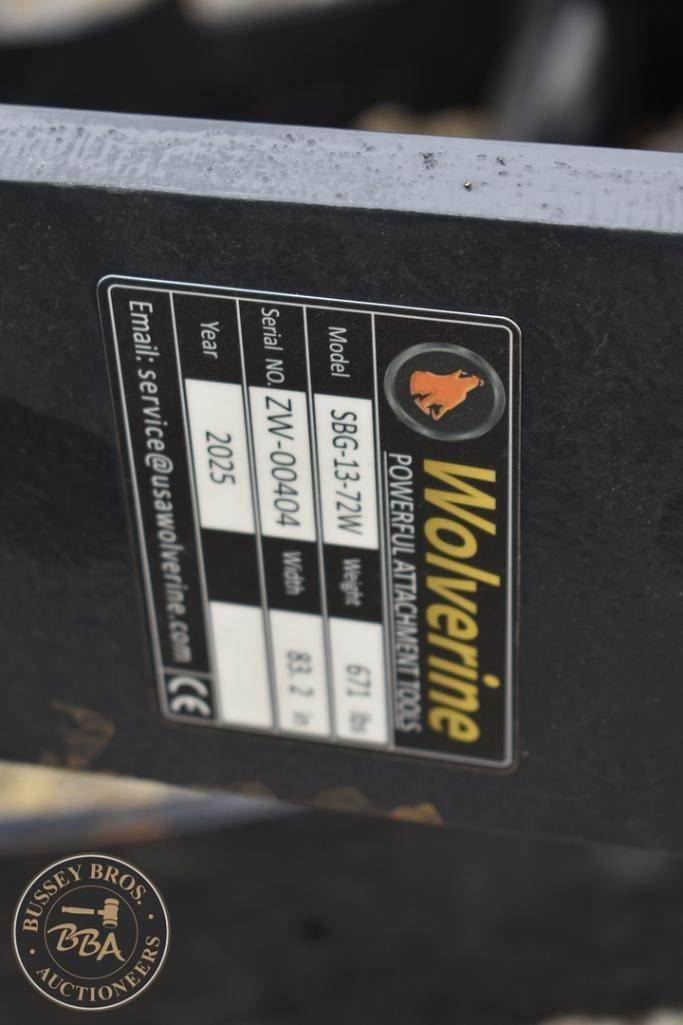 Wolverine
POWERFUL ATTACHMENT TOOLS
Model SBG-13-72W Weight 671 lbs
Serial NO. ZW-00404 Width 83.2 in
Year 2025
Email: service@usawolverine.com CE
BUSSEY BROS.
BBA
AUCTIONEERS